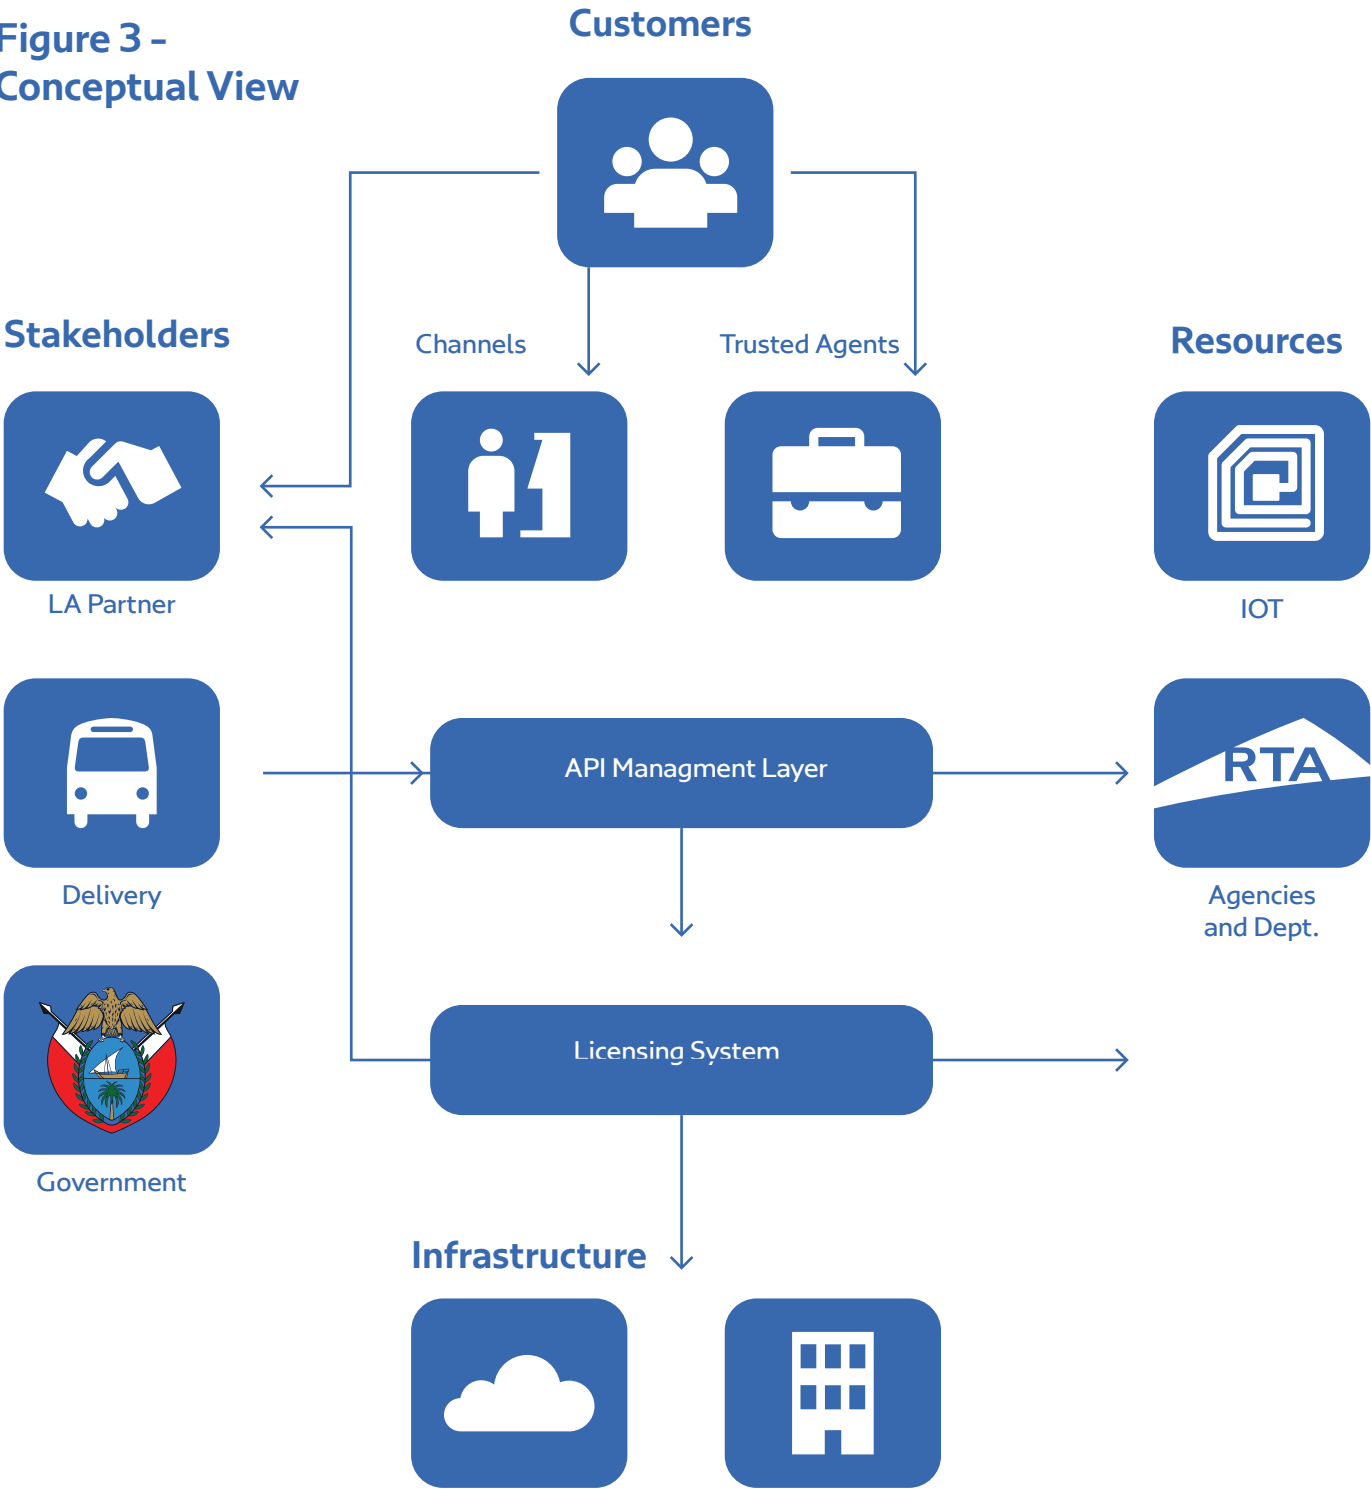 Figure 3 –
Conceptual View
Customers
Stakeholders
Channels
Trusted Agents
Resources
LA Partner
IOT
API Managment Layer
RTA
Delivery
Agencies
and Dept.
Licensing System
Government
Infrastructure